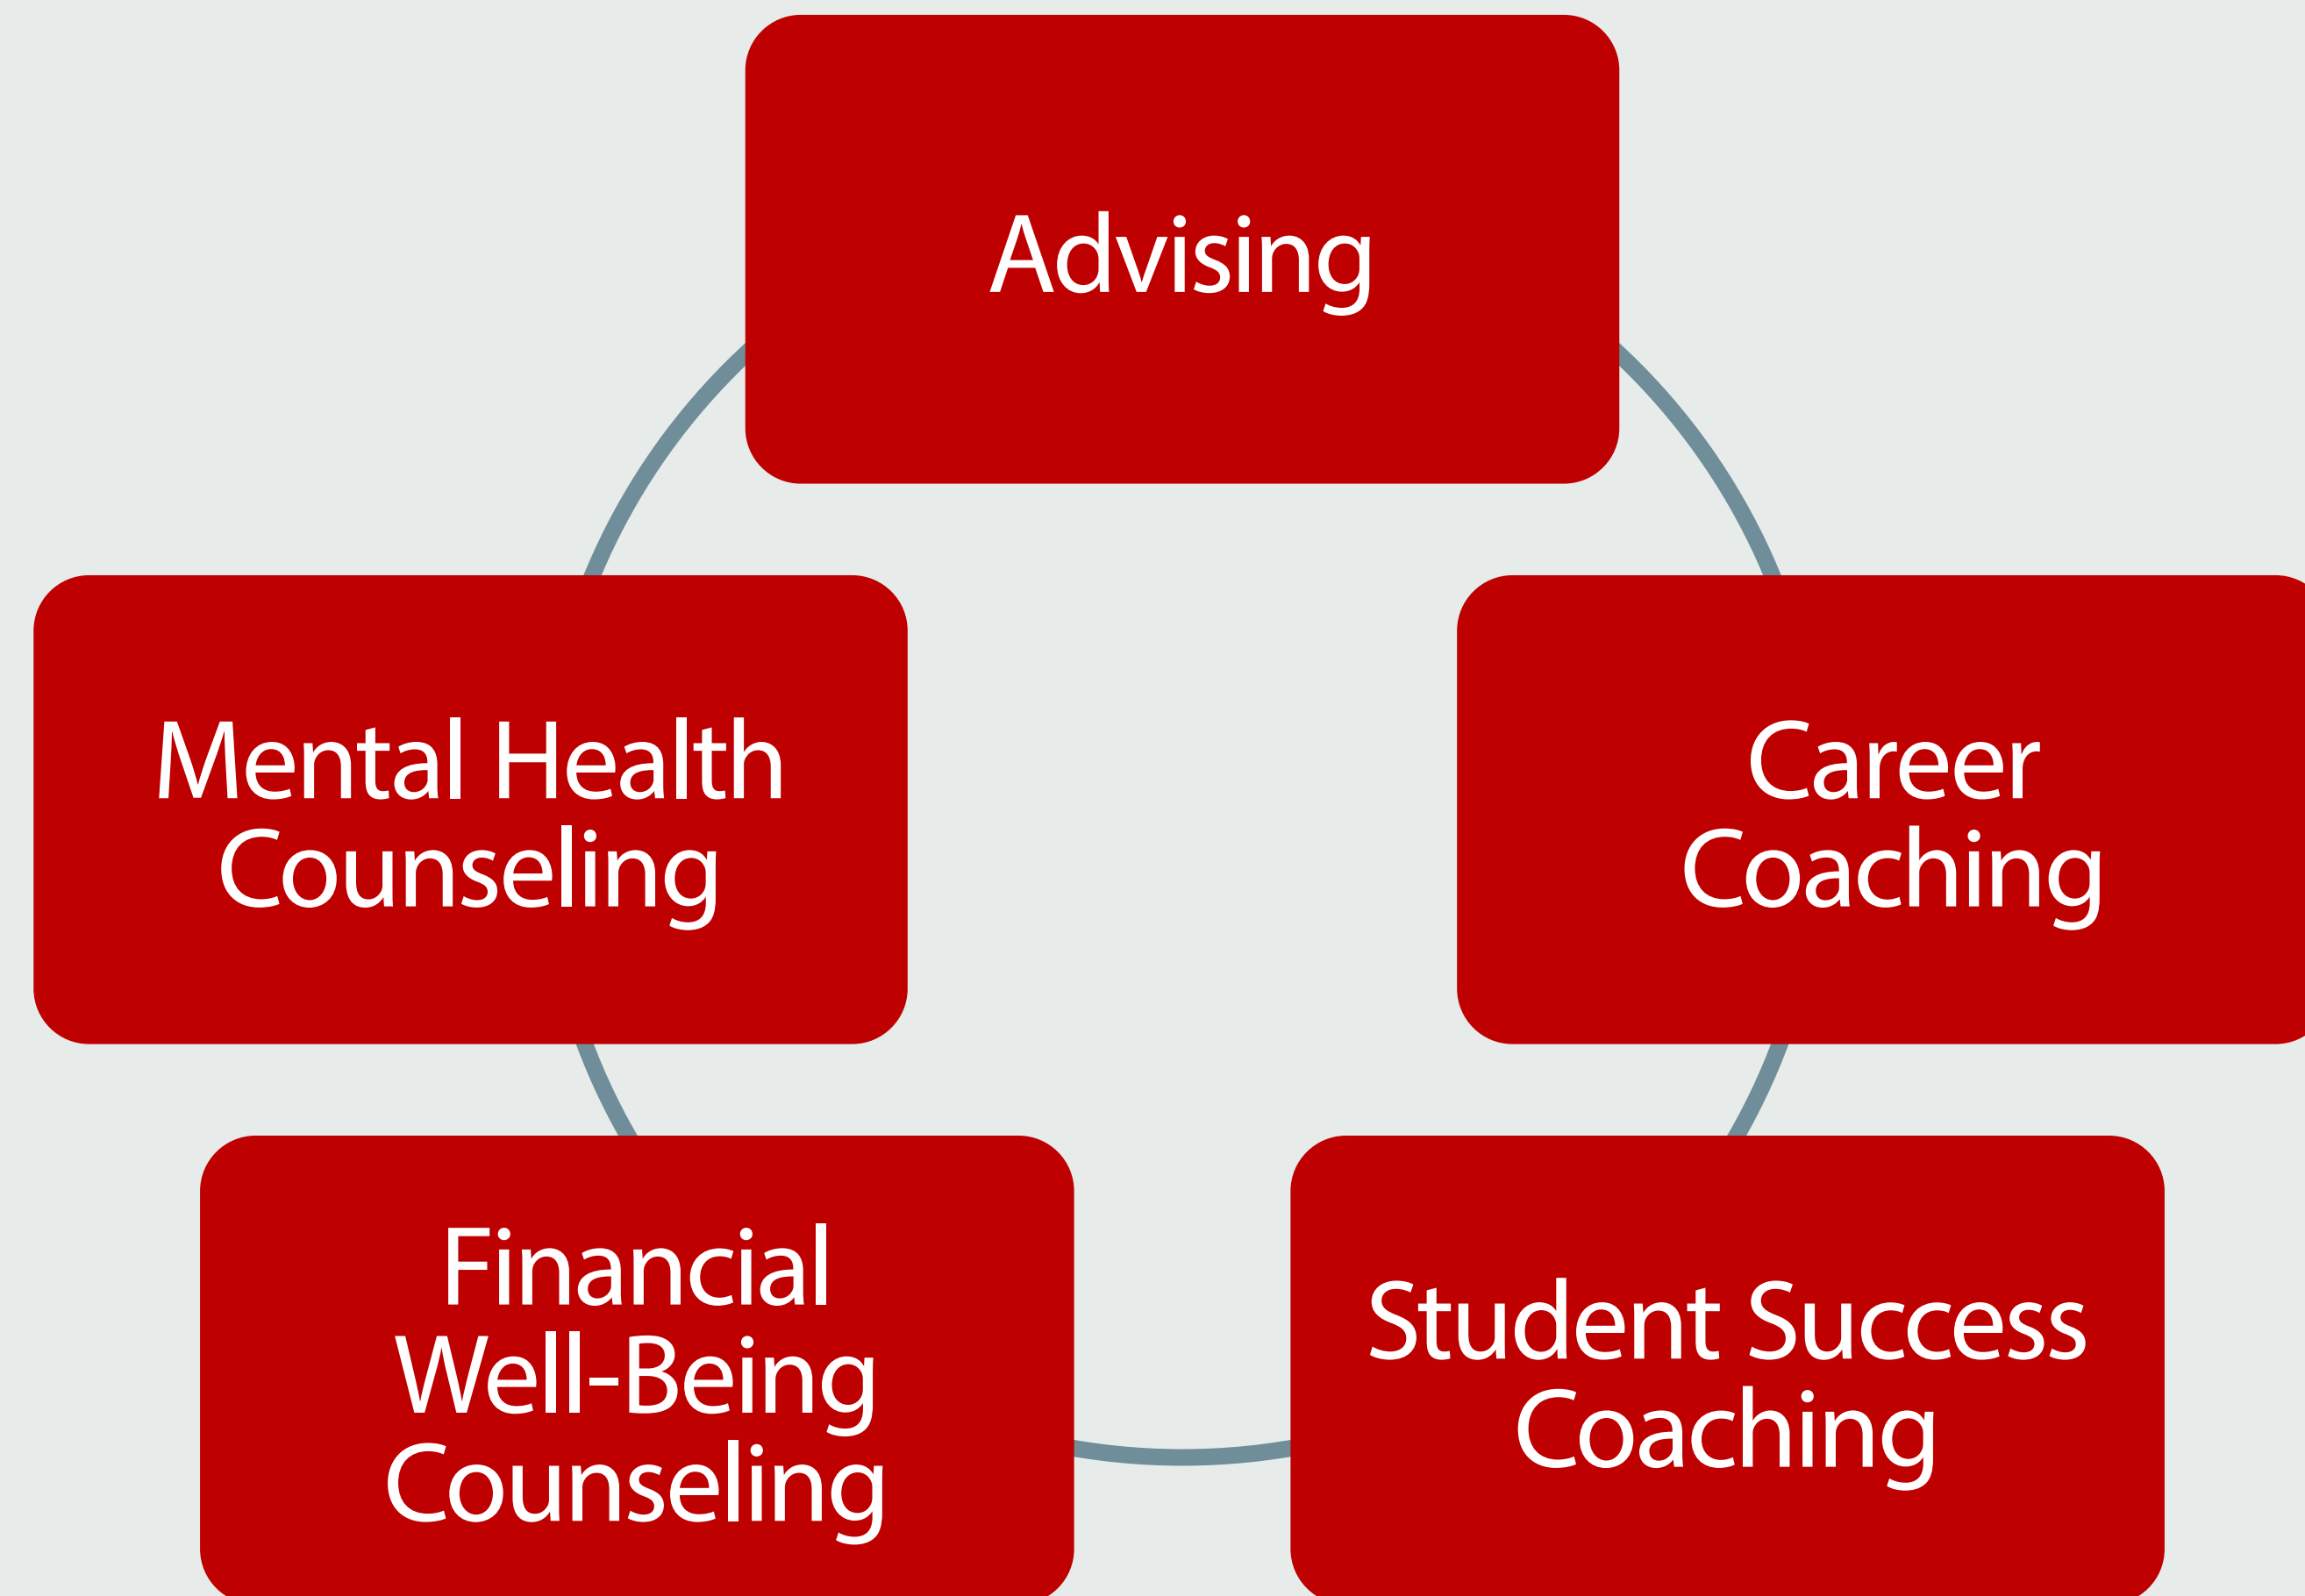 Advising
Mental Health
Counseling
Career
Coaching
Financial
Well-Being
Counseling
Student Success
Coaching